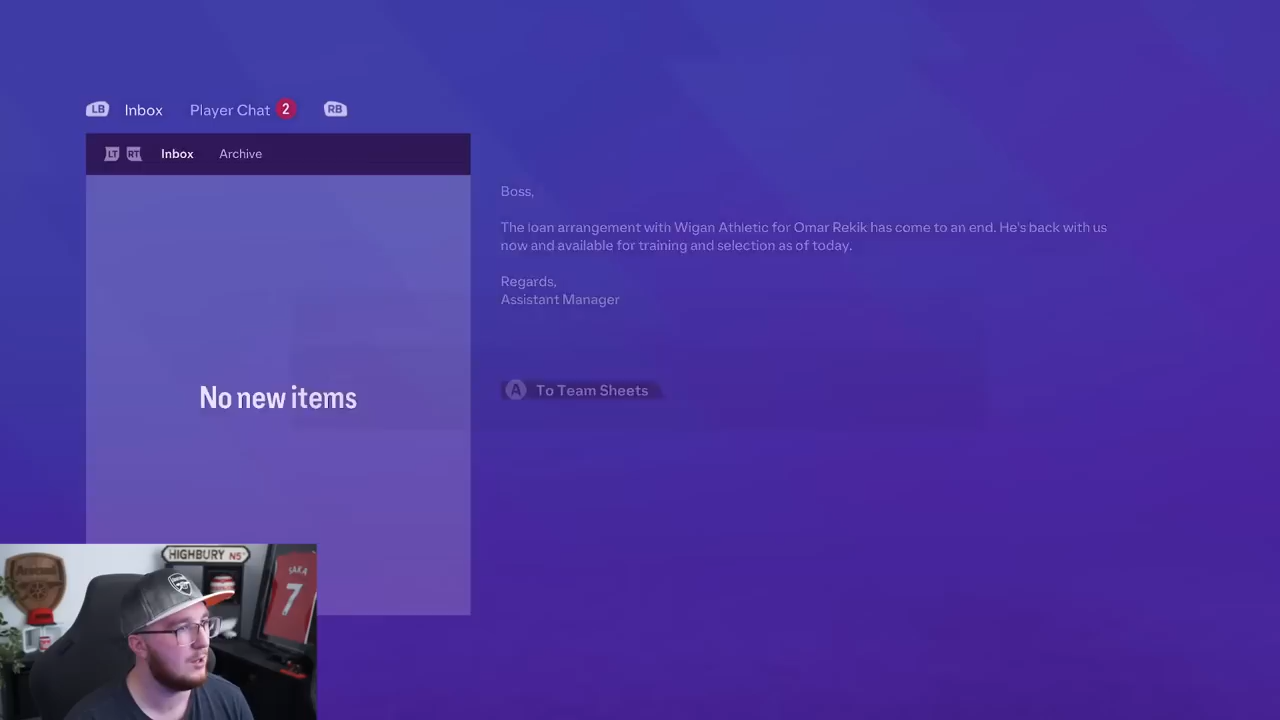 LB Inbox Player Chat 2 RB
LT RT Inbox Archive
Boss,
The loan arrangement with Wigan Athletic for Omar Rekik has come to an end. He's back with us
now and available for training and selection as of today.
Regards,
Assistant Manager
A To Team Sheets
No new items
HIGHBURY N5
Arsenal
SAKA
7